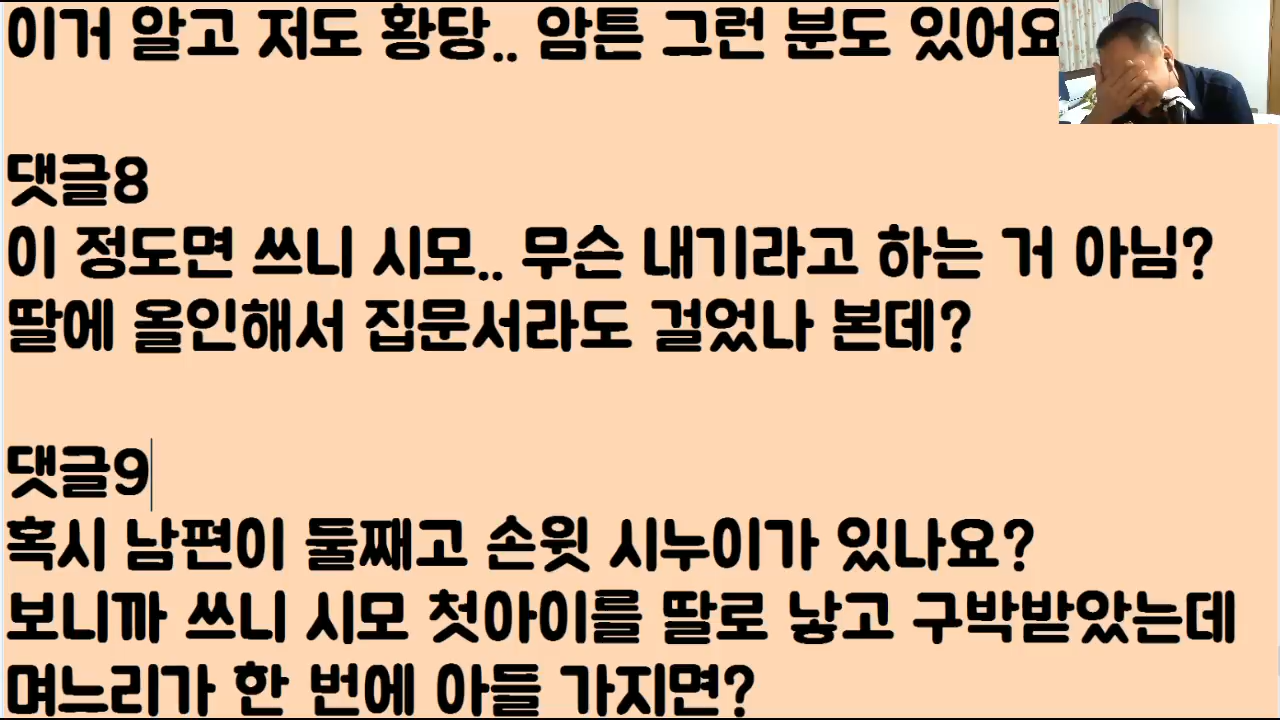 이거 알고 저도 황당.. 암튼 그런 분도 있어요
댓글8
이 정도면 쓰니 시모.. 무슨 내기라고 하는 거 아님?
딸에 올인해서 집문서라도 걸었나 본데?
댓글9
혹시 남편이 둘째고 손윗 시누이가 있나요?
보니까 쓰니 시모 첫아이를 딸로 낳고 구박받았는데
며느리가 한 번에 아들 가지면?